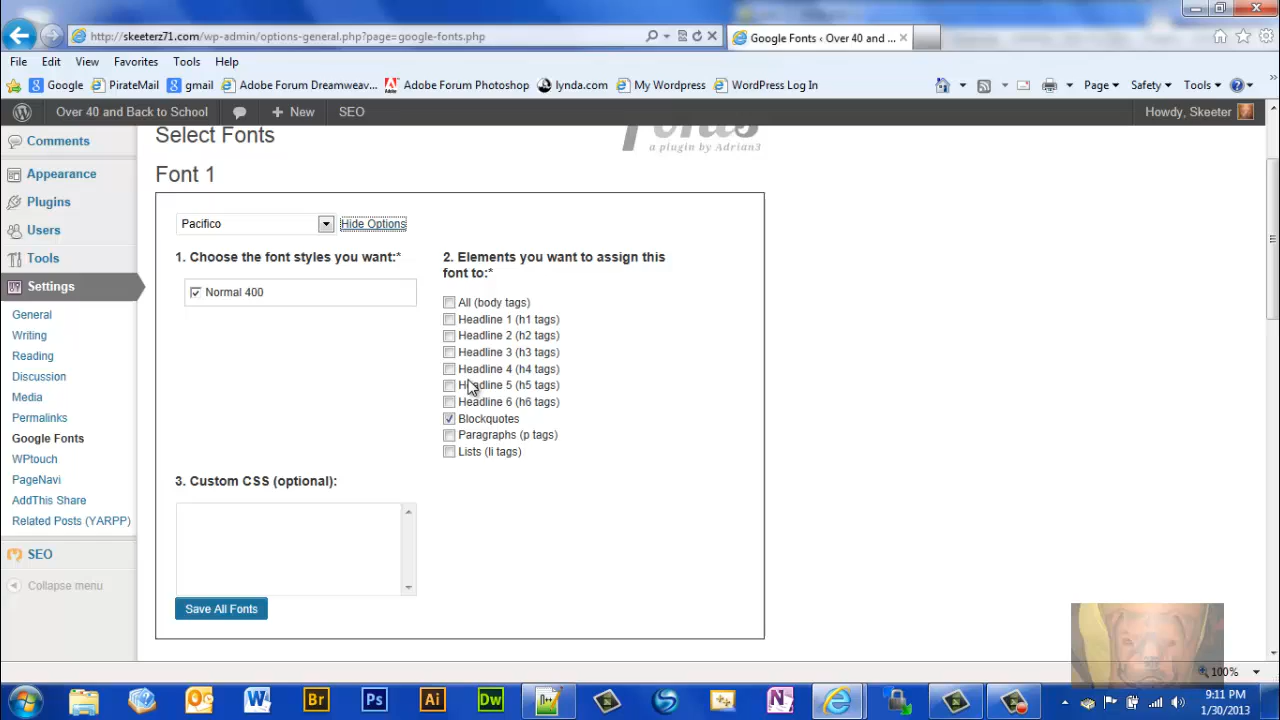 http://skeeterz71.com/wp-admin/options-general.php?page=google-fonts.php
Google Fonts ‹ Over 40 and ...
File Edit View Favorites Tools Help
Google PirateMail gmail Adobe Forum Dreamweav... Adobe Forum Photoshop lynda.com My Wordpress WordPress Log In Page Safety Tools
Over 40 and Back to School New SEO Howdy, Skeeter
Comments
Appearance
Plugins
Users
Tools
Settings
General
Writing
Reading
Discussion
Media
Permalinks
Google Fonts
WPtouch
PageNavi
AddThis Share
Related Posts (YARPP)
SEO
Collapse menu
Select Fonts
a plugin by Adrian3
Font 1
Pacifico Hide Options
1. Choose the font styles you want:*
Normal 400
2. Elements you want to assign this
font to:*
All (body tags)
Headline 1 (h1 tags)
Headline 2 (h2 tags)
Headline 3 (h3 tags)
Headline 4 (h4 tags)
Headline 5 (h5 tags)
Headline 6 (h6 tags)
Blockquotes
Paragraphs (p tags)
Lists (li tags)
3. Custom CSS (optional):
Save All Fonts
100%
Br Ps Ai Dw
9:11 PM
1/30/2013